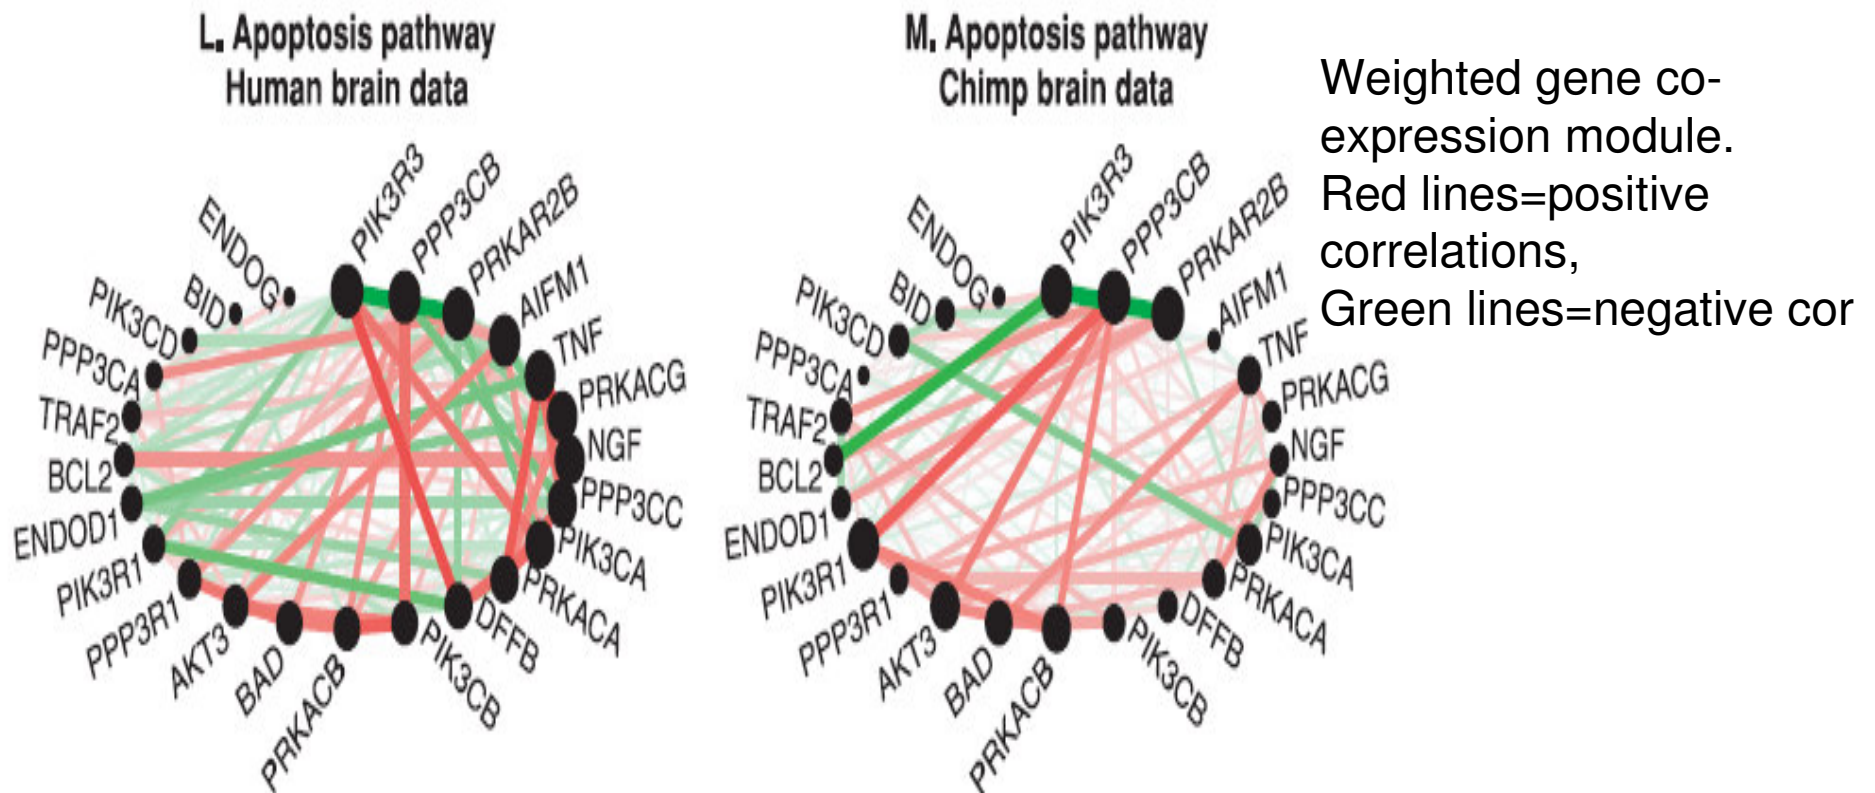 L. Apoptosis pathway
Human brain data
M. Apoptosis pathway
Chimp brain data
Weighted gene co-
expression module.
Red lines=positive
correlations,
Green lines=negative cor
PIK3R3
PPP3CB
PRKAR2B
AIFM1
TNF
PRKACG
NGF
PPP3CC
PIK3CA
PRKACA
DFFB
PIK3CB
PRKACB
BAD
AKT3
PPP3R1
PIK3R1
ENDOD1
BCL2
TRAF2
PPP3CA
PIK3CD
BID
ENDOG
PIK3R3
PPP3CB
PRKAR2B
AIFM1
TNF
PRKACG
NGF
PPP3CC
PIK3CA
PRKACA
DFFB
PIK3CB
PRKACB
BAD
AKT3
PPP3R1
PIK3R1
ENDOD1
BCL2
TRAF2
PPP3CA
PIK3CD
BID
ENDOG